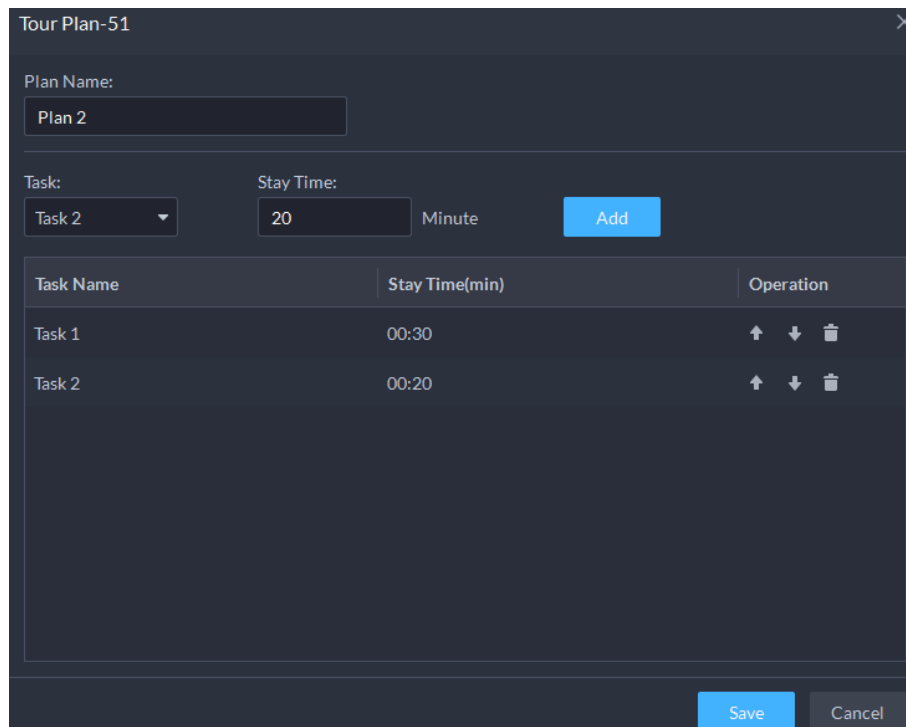 Tour Plan-51
Plan Name:
Plan 2
Task: Stay Time:
Task 2 20 Minute Add
Task Name Stay Time(min) Operation
Task 1 00:30
Task 2 00:20
Save Cancel